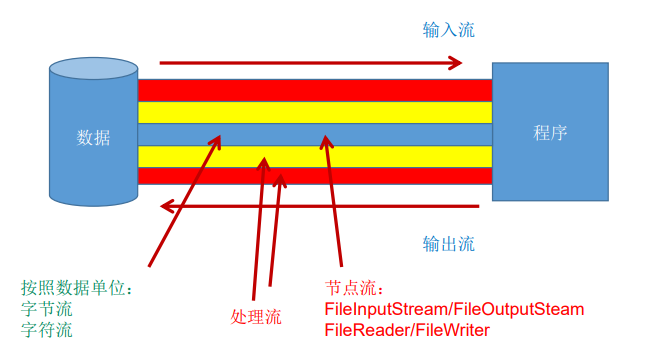 输入流
数据
程序
输出流
按照数据单位：
字节流
字符流
处理流
节点流：
FileInputStream/FileOutputSteam
FileReader/FileWriter